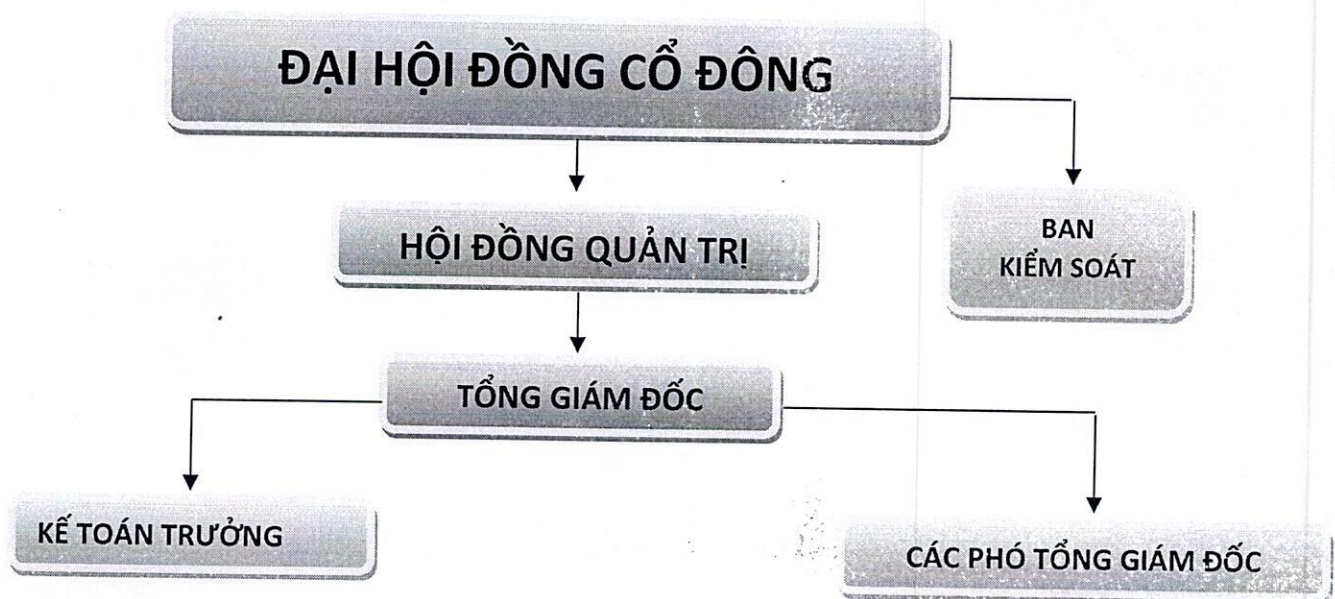 ĐẠI HỘI ĐỒNG CỔ ĐÔNG
HỘI ĐỒNG QUẢN TRỊ
BAN
KIỂM SOÁT
TỔNG GIÁM ĐỐC
KẾ TOÁN TRƯỞNG
CÁC PHÓ TỔNG GIÁM ĐỐC